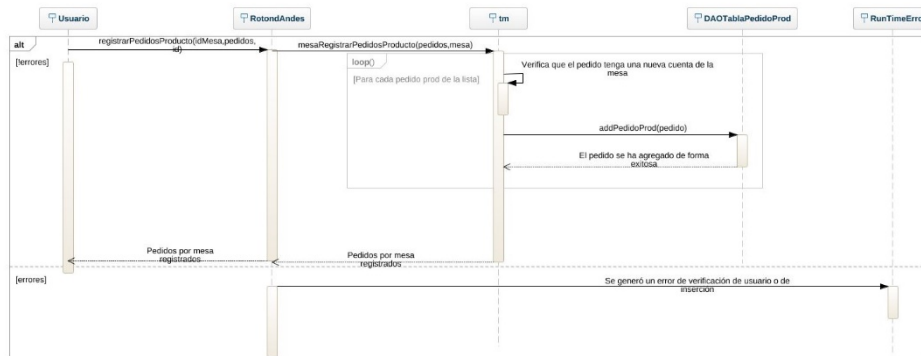 Usuario
RotondAndes
tm
DAOTablaPedidoProd
RunTimeErro
alt
registrarPedidosProducto(idMesa,pedidos,
id)
mesaRegistrarPedidosProducto(pedidos,mesa)
[!errores]
loop()
[Para cada pedido prod de la lista]
Verifica que el pedido tenga una nueva cuenta de la
mesa
addPedidoProd(pedido)
El pedido se ha agregado de forma
exitosa
Pedidos por mesa
registrados
Pedidos por mesa
registrados
[errores]
Se generó un error de verificación de usuario o de
inserción